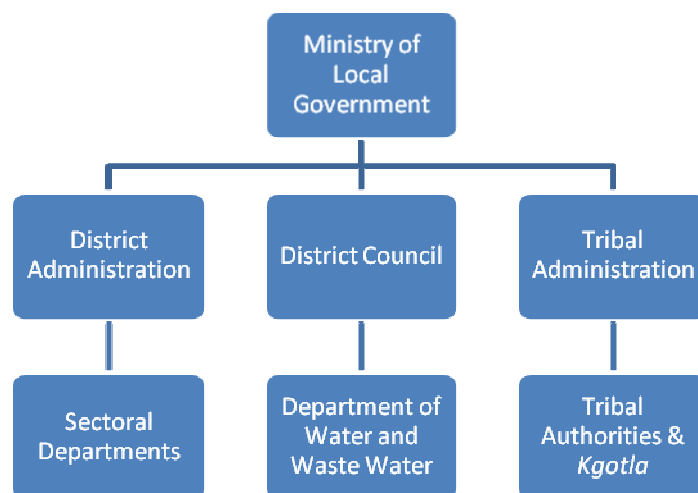 Ministry of
Local
Government
District
Administration
District Council
Tribal
Administration
Sectoral
Departments
Department of
Water and
Waste Water
Tribal
Authorities &
Kgotla